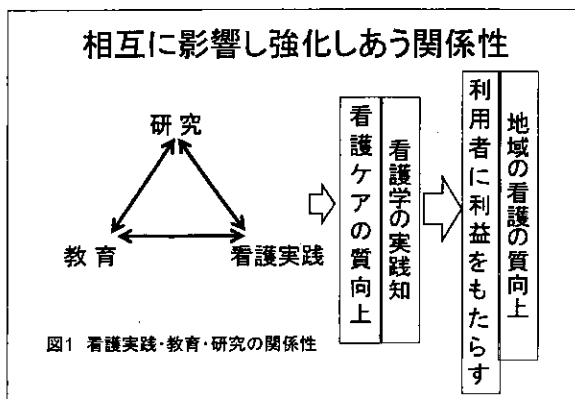 相互に影響し強化しあう関係性
研究
教育
看護実践
看護ケアの質向上
看護学の実践知
利用者に利益をもたらす
地域の看護の質向上
図1 看護実践・教育・研究の関係性